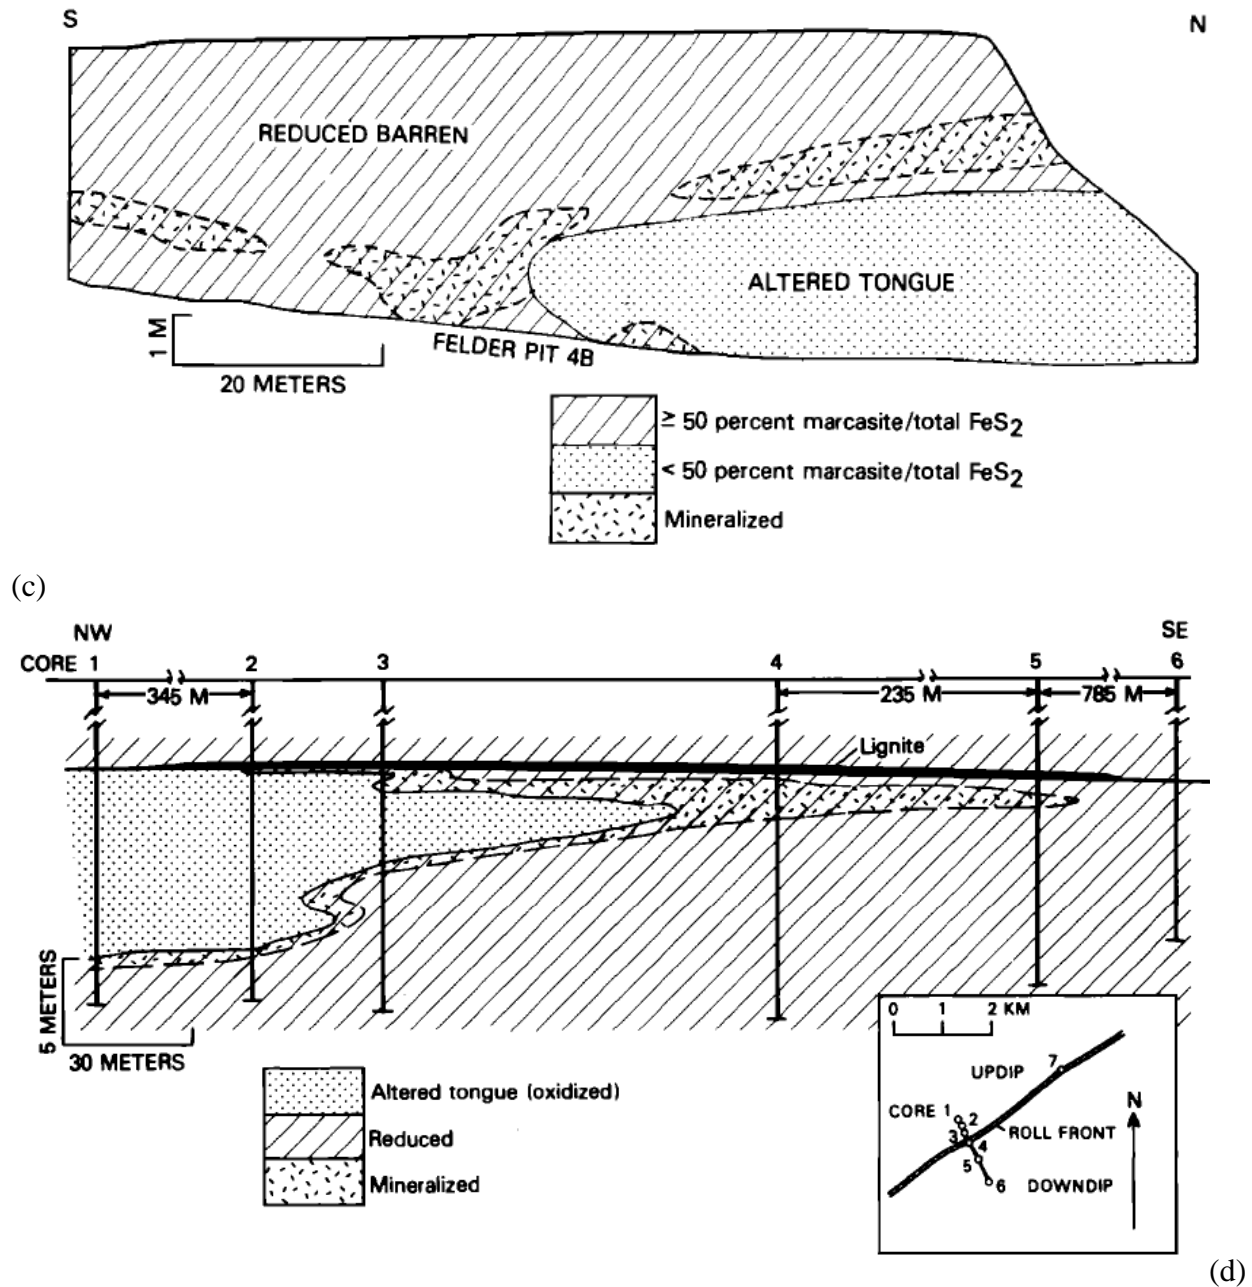 S
N
REDUCED BARREN
ALTERED TONGUE
1 M
20 METERS
FELDER PIT 4B
≥ 50 percent marcasite/total FeS2
< 50 percent marcasite/total FeS2
Mineralized
(c)
NW
SE
CORE 1 2 3 4 5 6
345 M 235 M 785 M
Lignite
5 METERS
30 METERS
Altered tongue (oxidized)
Reduced
Mineralized
0 1 2 KM
7
UPDIP
N
CORE 1
2
3
ROLL FRONT
4
5
6
DOWNDIP
(d)